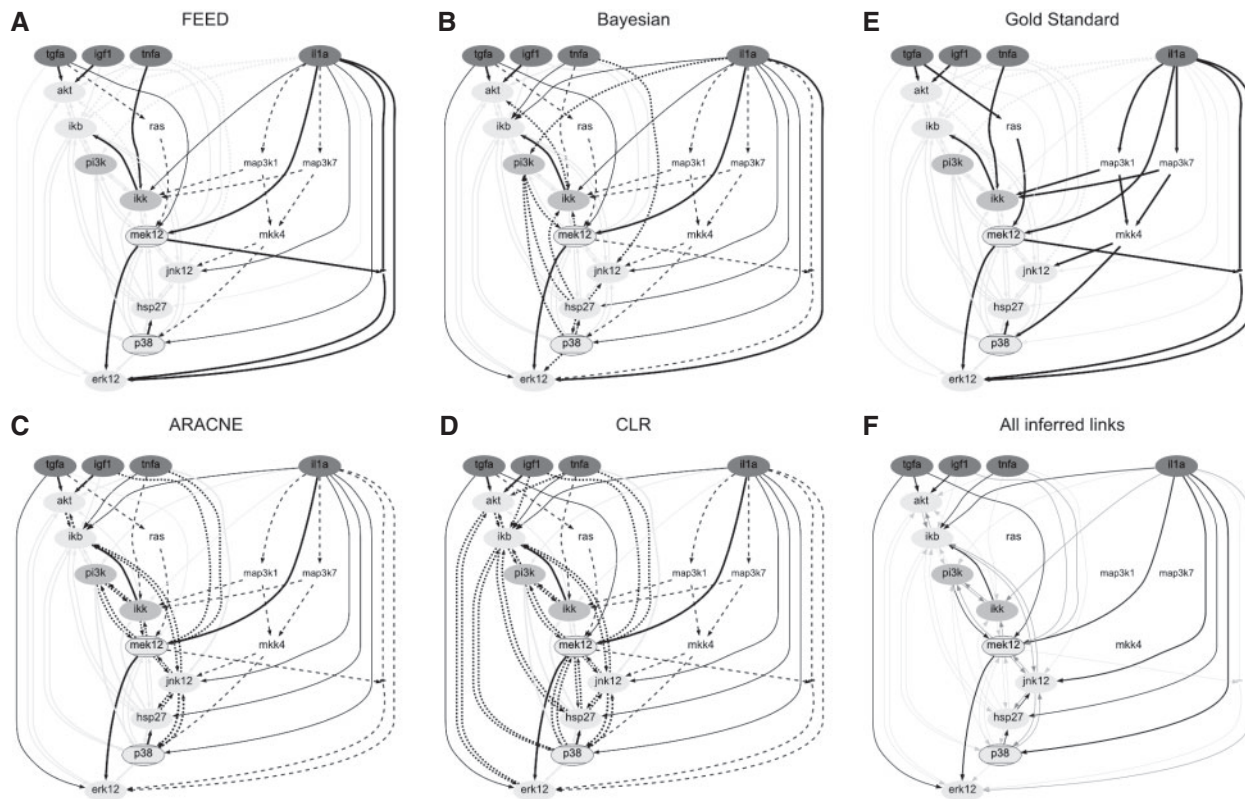 A
FEED
tgfa
igf1
tnfa
il1a
akt
ikb
ras
pi3k
map3k1
map3k7
ikk
mek12
mkk4
jnk12
hsp27
p38
erk12
B
Bayesian
tgfa
igf1
tnfa
il1a
akt
ikb
ras
pi3k
map3k1
map3k7
ikk
mek12
mkk4
jnk12
hsp27
p38
erk12
E
Gold Standard
tgfa
igf1
tnfa
il1a
akt
ikb
ras
pi3k
map3k1
map3k7
ikk
mek12
mkk4
jnk12
hsp27
p38
erk12
C
ARACNE
tgfa
igf1
tnfa
il1a
akt
ikb
ras
pi3k
map3k1
map3k7
ikk
mek12
mkk4
jnk12
hsp27
p38
erk12
D
CLR
tgfa
igf1
tnfa
il1a
akt
ikb
ras
pi3k
map3k1
map3k7
ikk
mek12
mkk4
jnk12
hsp27
p38
erk12
F
All inferred links
tgfa
igf1
tnfa
il1a
akt
ikb
ras
pi3k
map3k1
map3k7
ikk
mek12
mkk4
jnk12
hsp27
p38
erk12